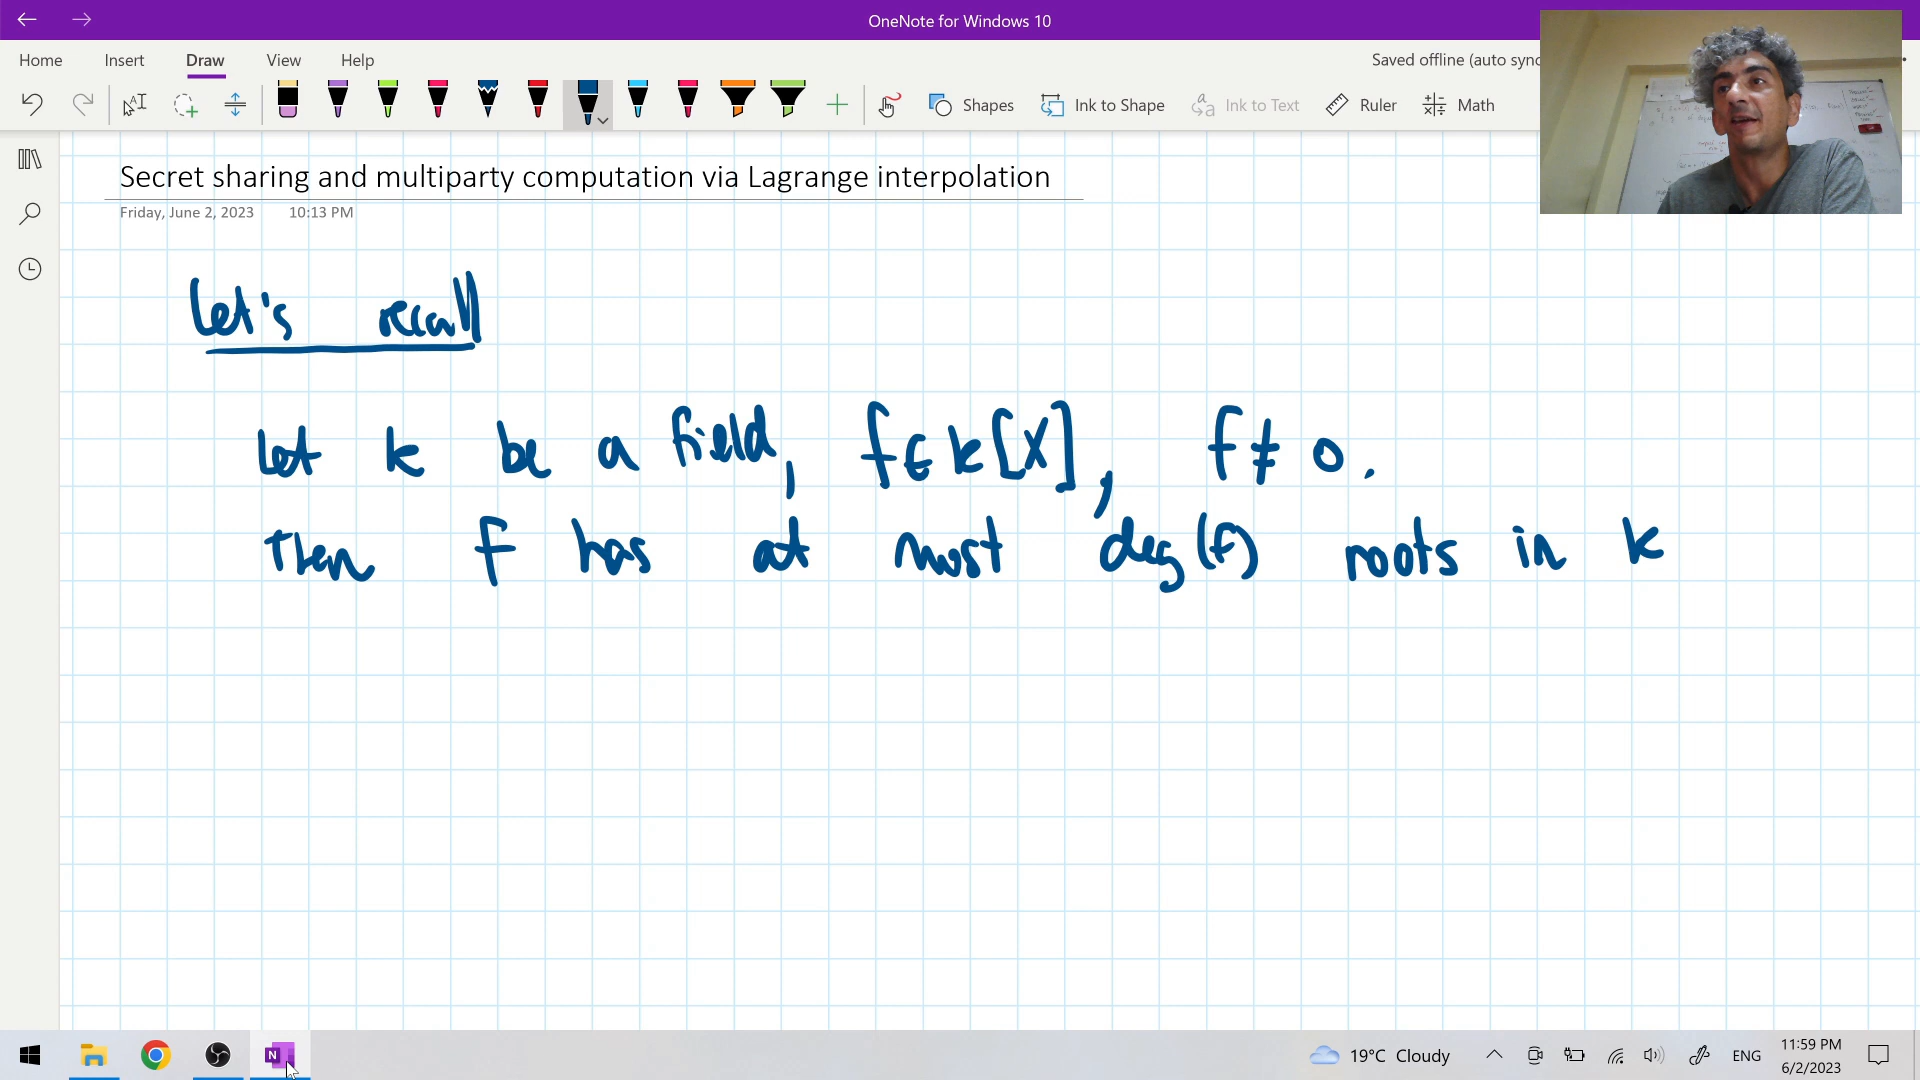 OneNote for Windows 10
Home Insert Draw View Help
Saved offline (auto sync
Shapes Ink to Shape Ink to Text Ruler Math
Secret sharing and multiparty computation via Lagrange interpolation
Friday, June 2, 2023 10:13 PM
Let's recall
Let k be a field, f∈k[X], f≠0.
Then f has at most deg(f) roots in k
19°C Cloudy
ENG
11:59 PM
6/2/2023